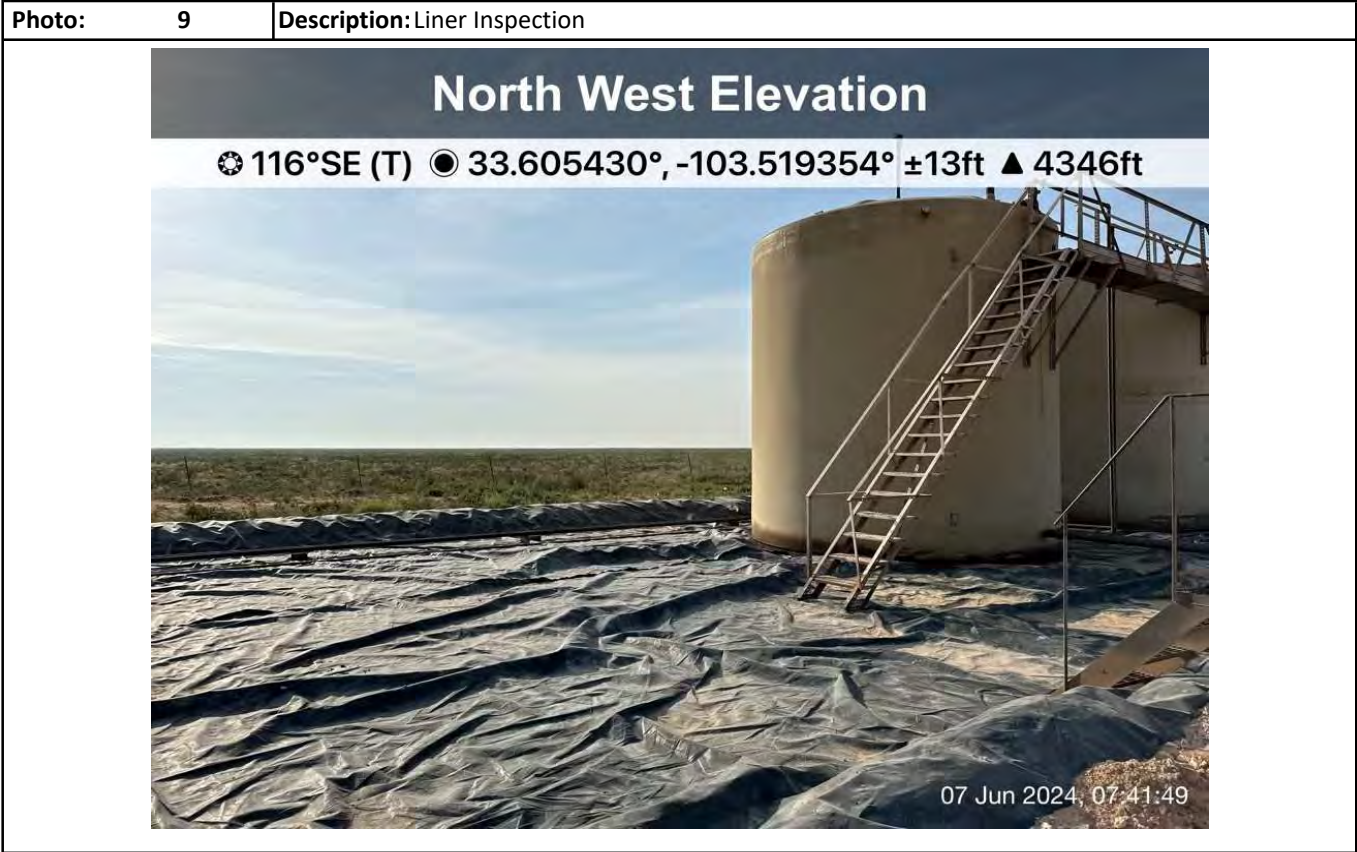 Photo: 9 Description: Liner Inspection
North West Elevation
116°SE (T) 33.605430°, -103.519354° ±13ft ▲ 4346ft
07 Jun 2024, 07:41:49